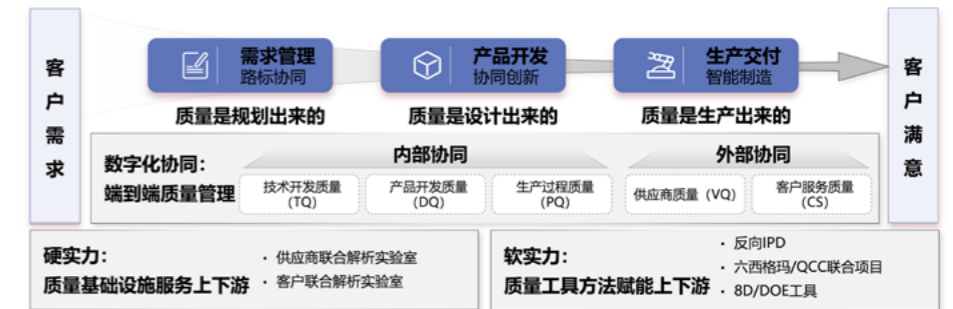 客户需求
需求管理
路标协同
产品开发
协同创新
生产交付
智能制造
客户满意
质量是规划出来的
质量是设计出来的
质量是生产出来的
数字化协同:
端到端质量管理
内部协同
技术开发质量
(TQ)
产品开发质量
(DQ)
生产过程质量
(PQ)
外部协同
供应商质量 (VQ)
客户服务质量
(CS)
硬实力:
质量基础设施服务上下游
· 供应商联合解析实验室
· 客户联合解析实验室
软实力:
质量工具方法赋能上下游
· 反向IPD
· 六西格玛/QCC联合项目
· 8D/DOE工具